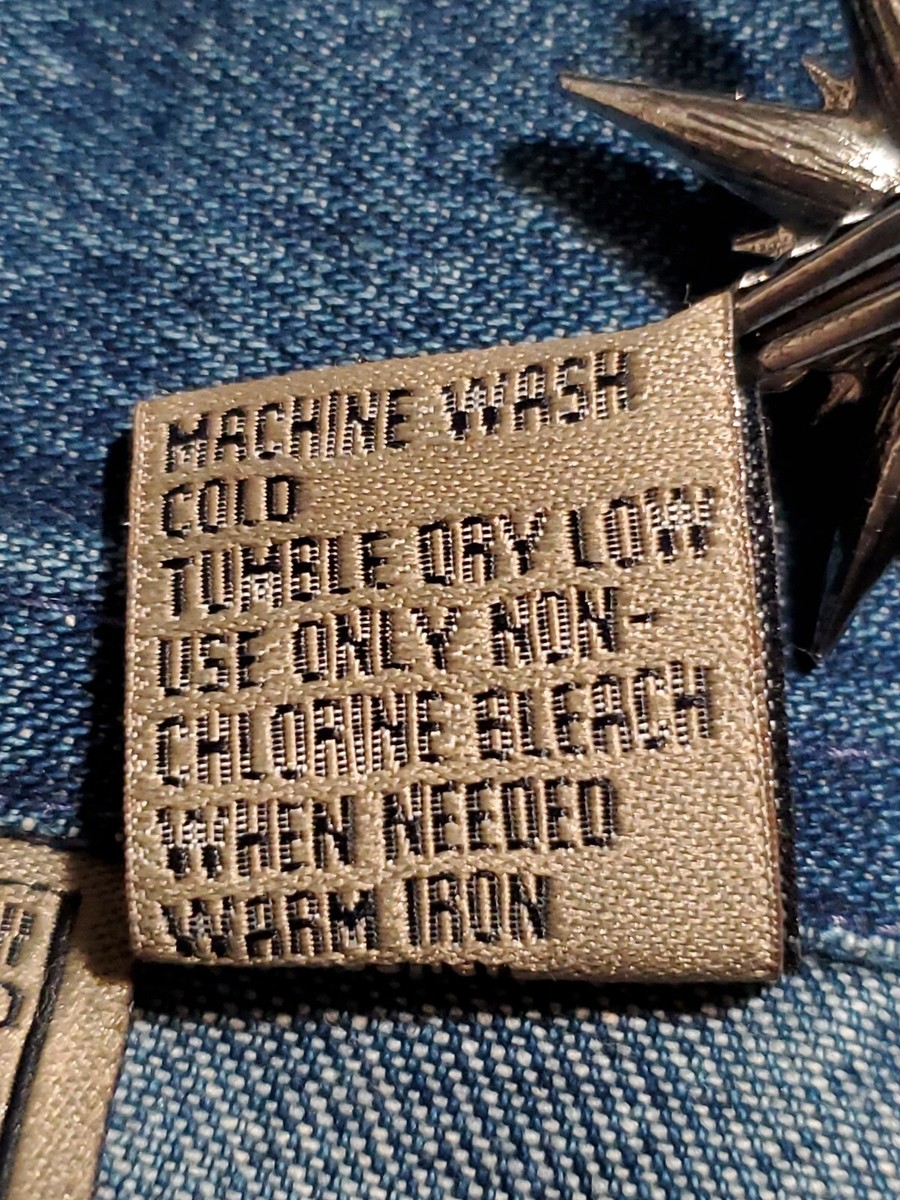 MACHINE WASH
COLD
TUMBLE DRY LOW
USE ONLY NON-
CHLORINE BLEACH
WHEN NEEDED
WARM IRON